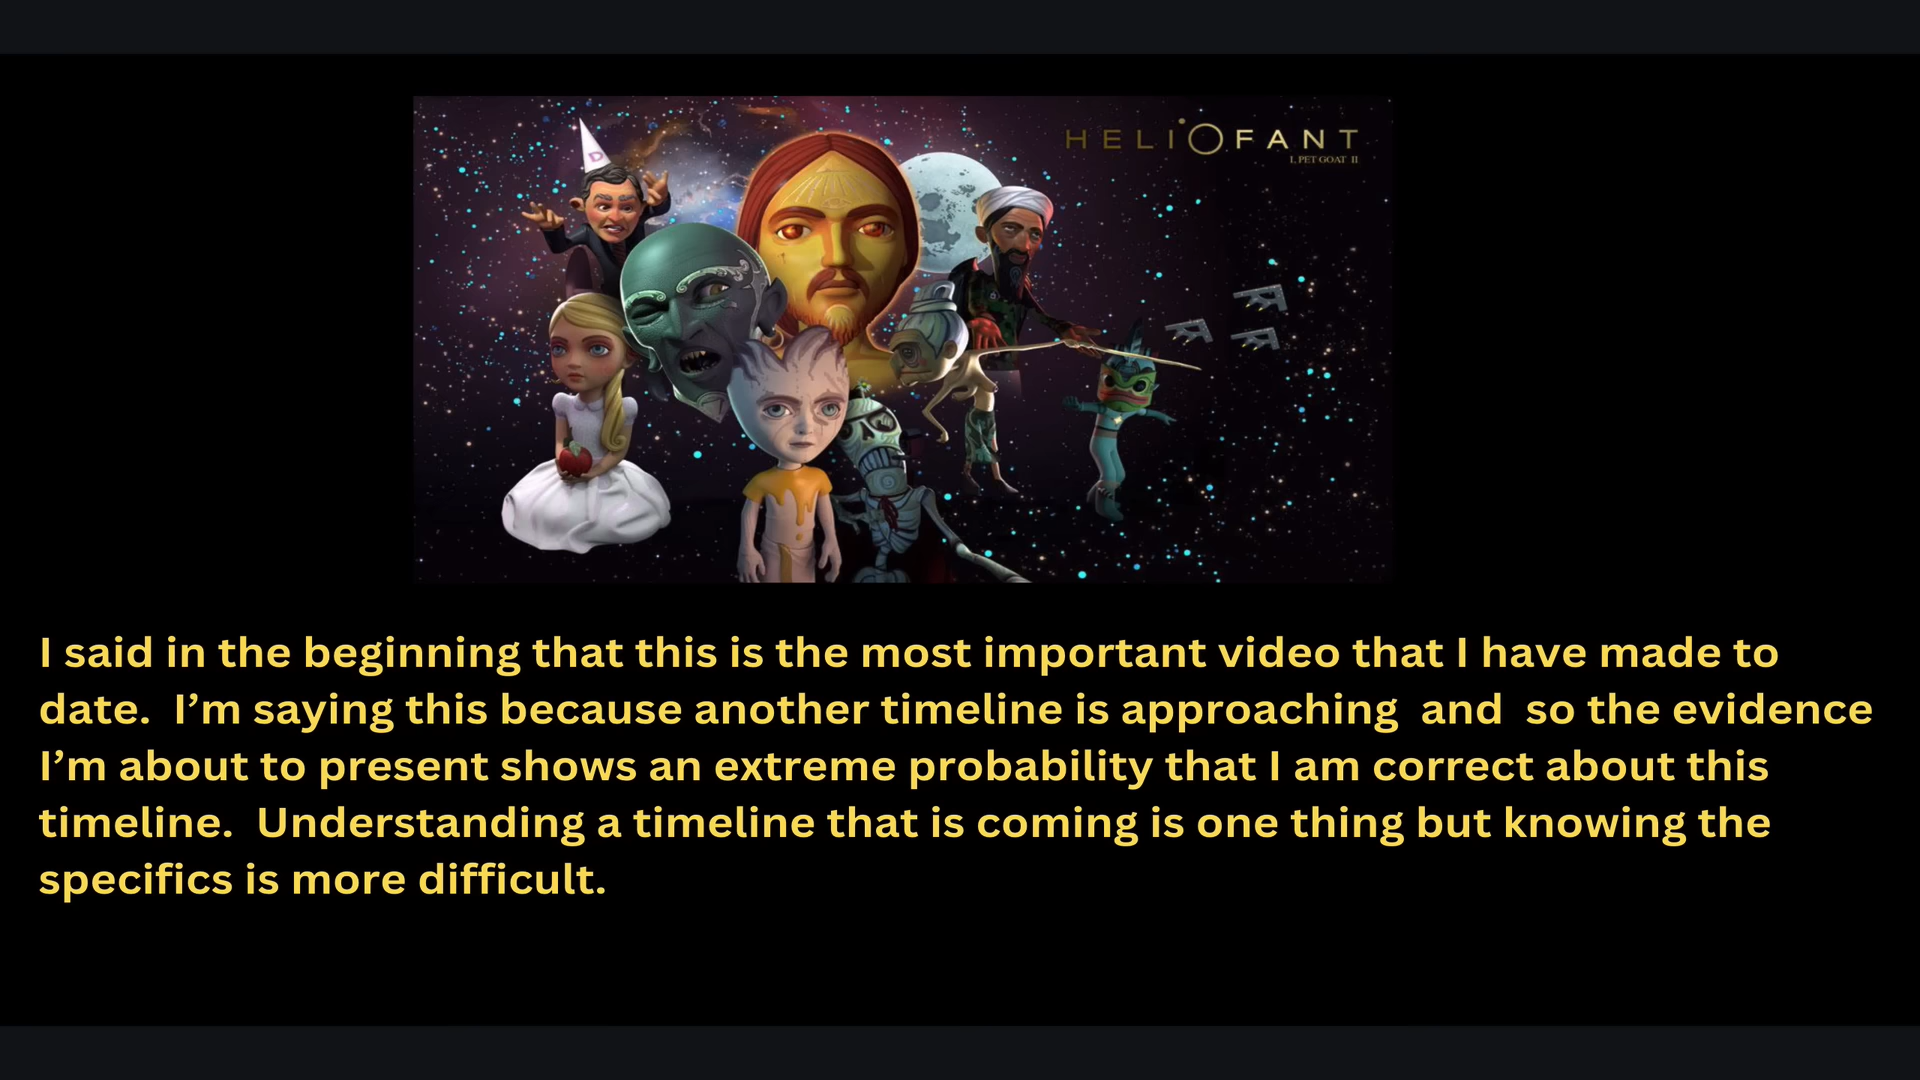 HELIOFANT
I, PET GOAT II
D
I said in the beginning that this is the most important video that I have made to
date.  I’m saying this because another timeline is approaching  and  so the evidence
I’m about to present shows an extreme probability that I am correct about this
timeline.  Understanding a timeline that is coming is one thing but knowing the
specifics is more difficult.